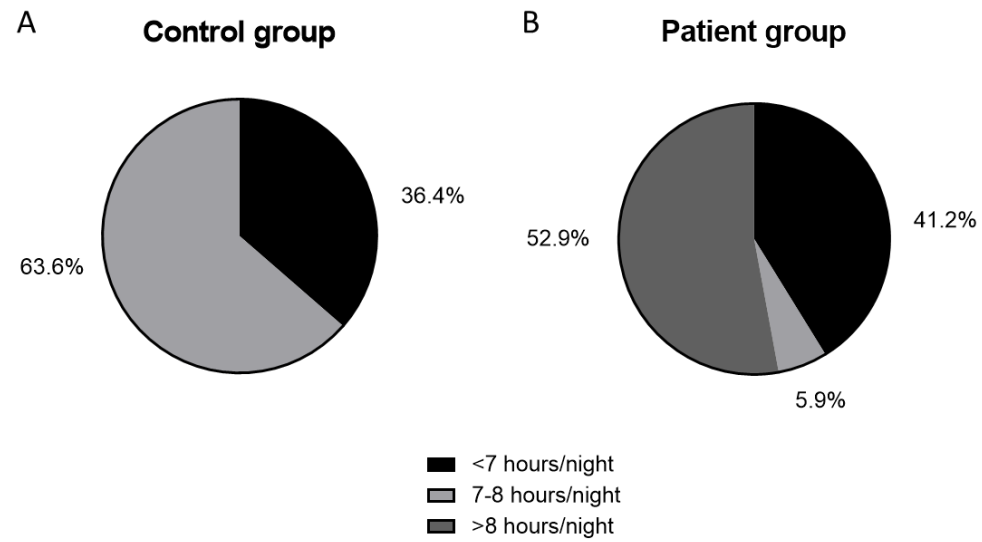 A
Control group
36.4%
63.6%
B
Patient group
52.9%
41.2%
5.9%
<7 hours/night
7-8 hours/night
>8 hours/night